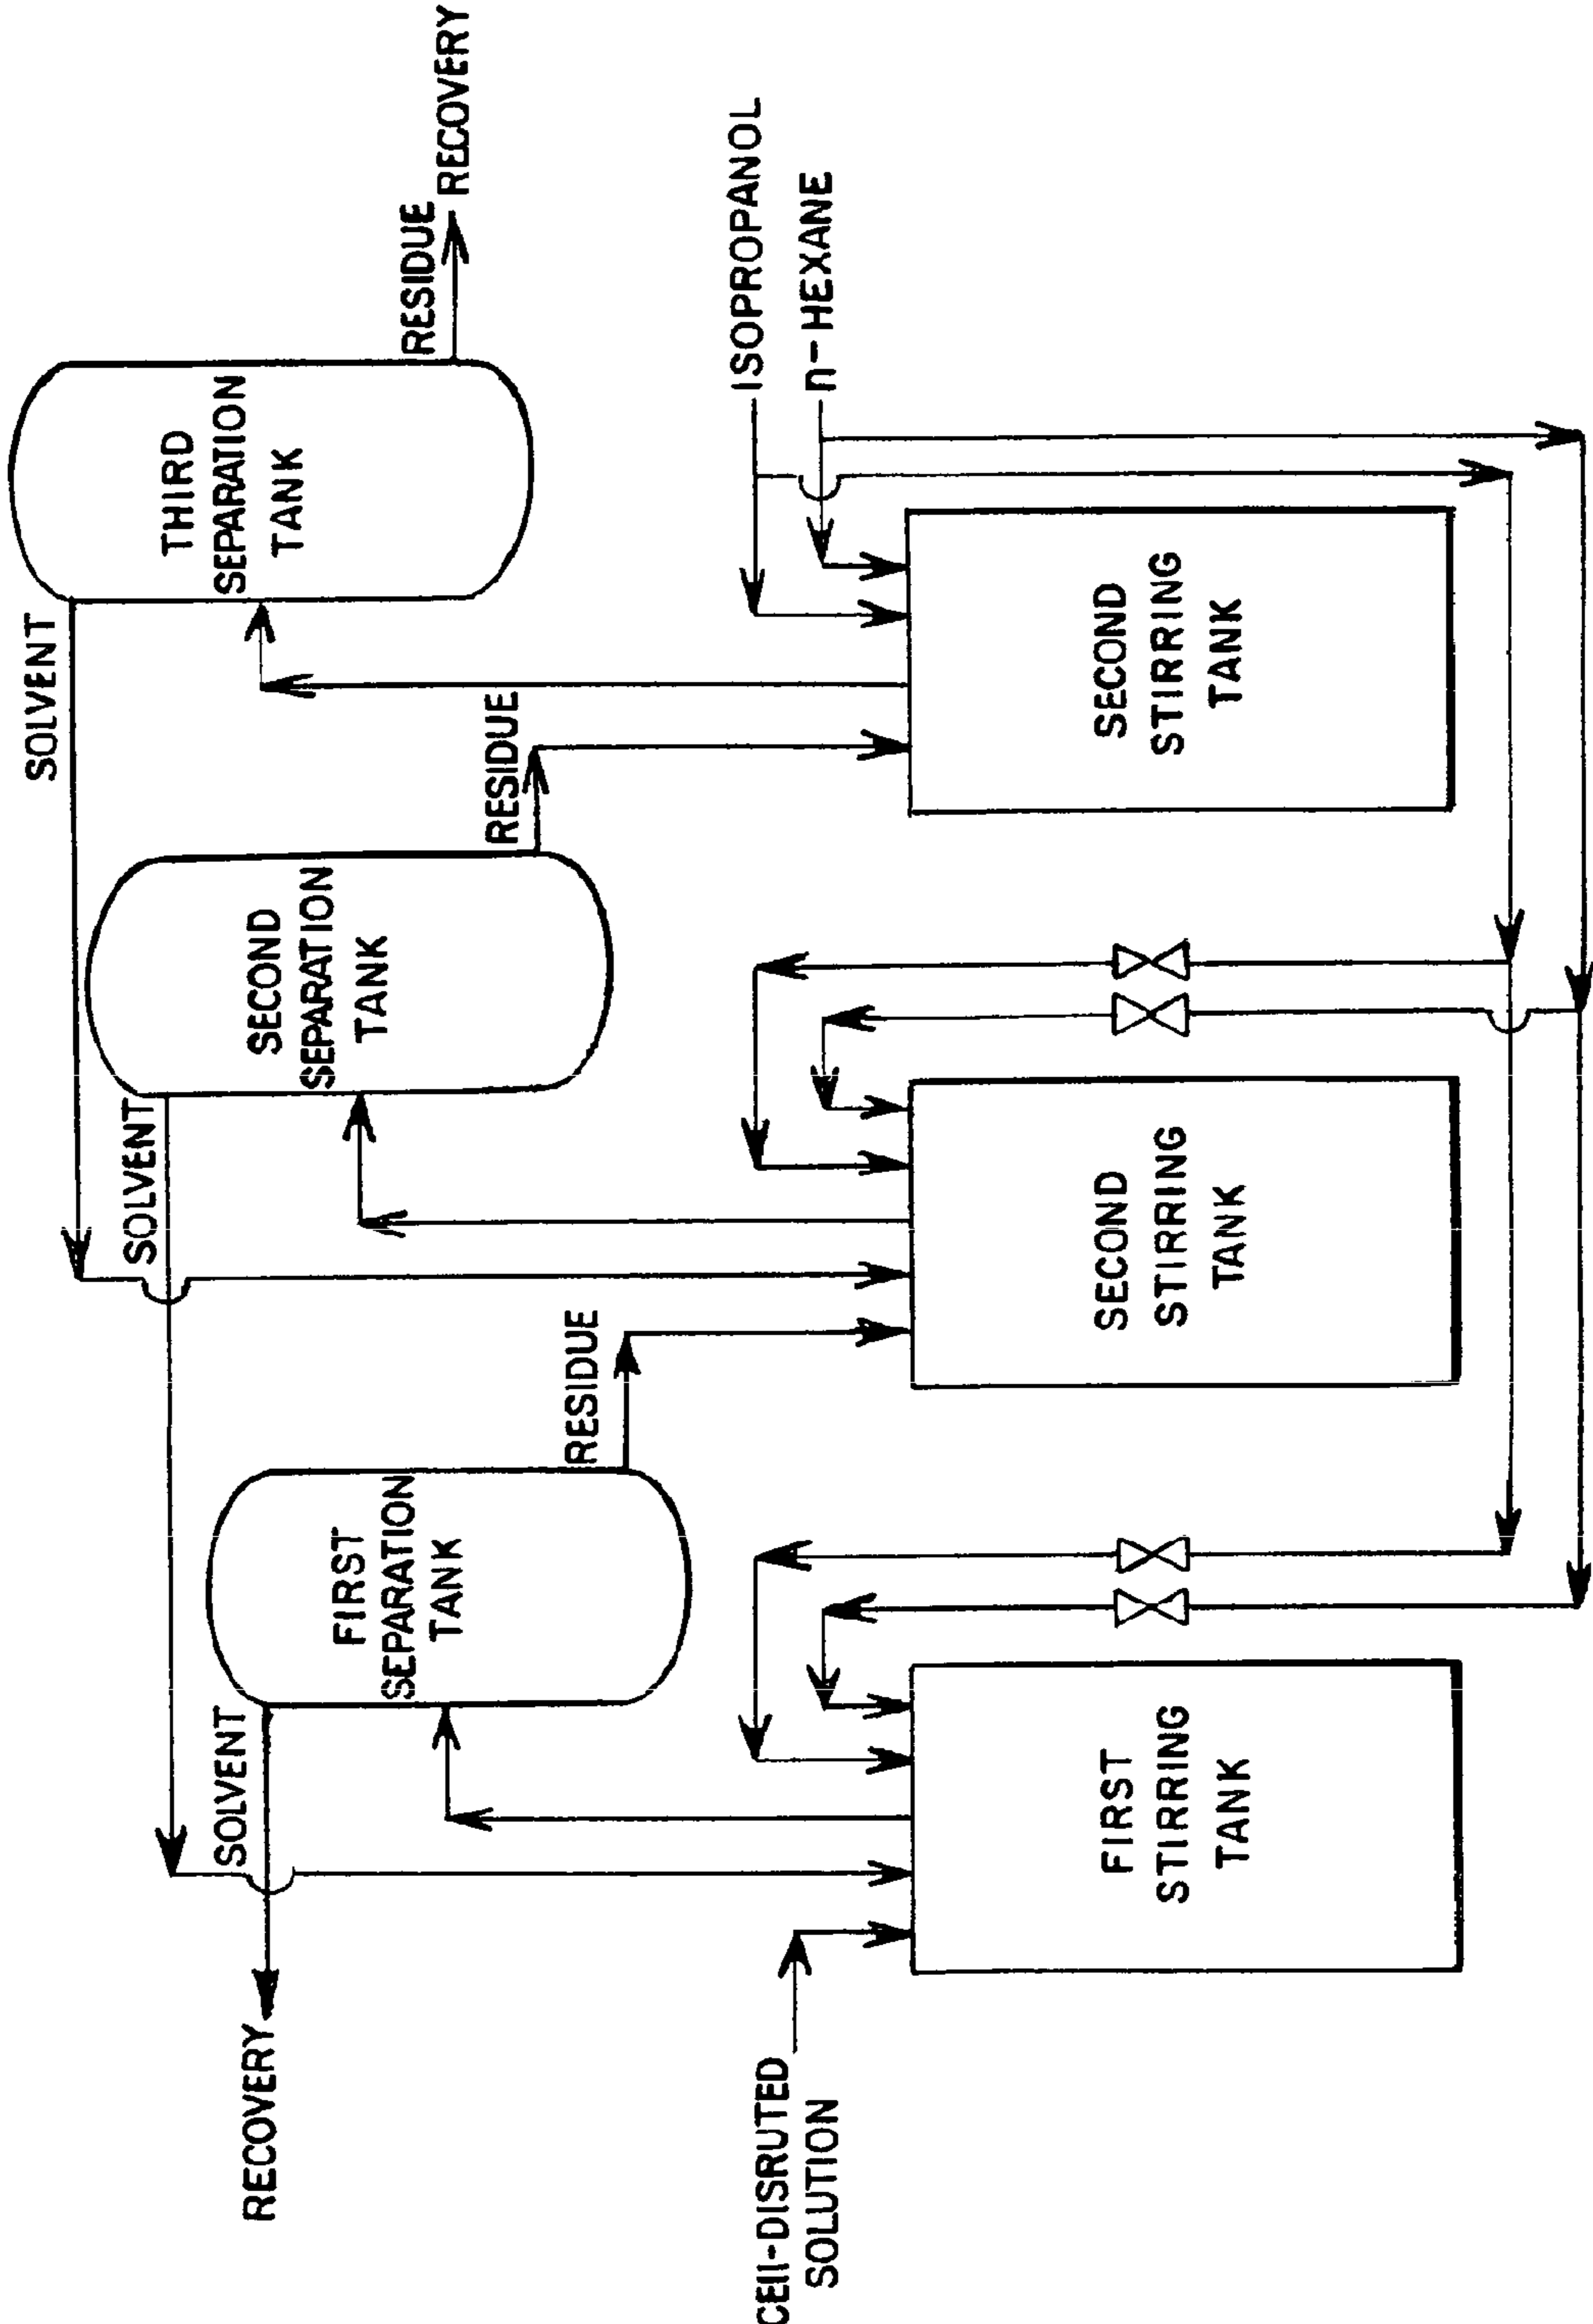 RECOVERY
SOLVENT
FIRST
SEPARATION
TANK
RESIDUE
SOLVENT
SECOND
SEPARATION
TANK
RESIDUE
SOLVENT
THIRD
SEPARATION
TANK
RESIDUE
RECOVERY
CEII-DISRUTED
SOLUTION
FIRST
STIRRING
TANK
SECOND
STIRRING
TANK
SECOND
STIRRING
TANK
ISOPROPANOL
n-HEXANE